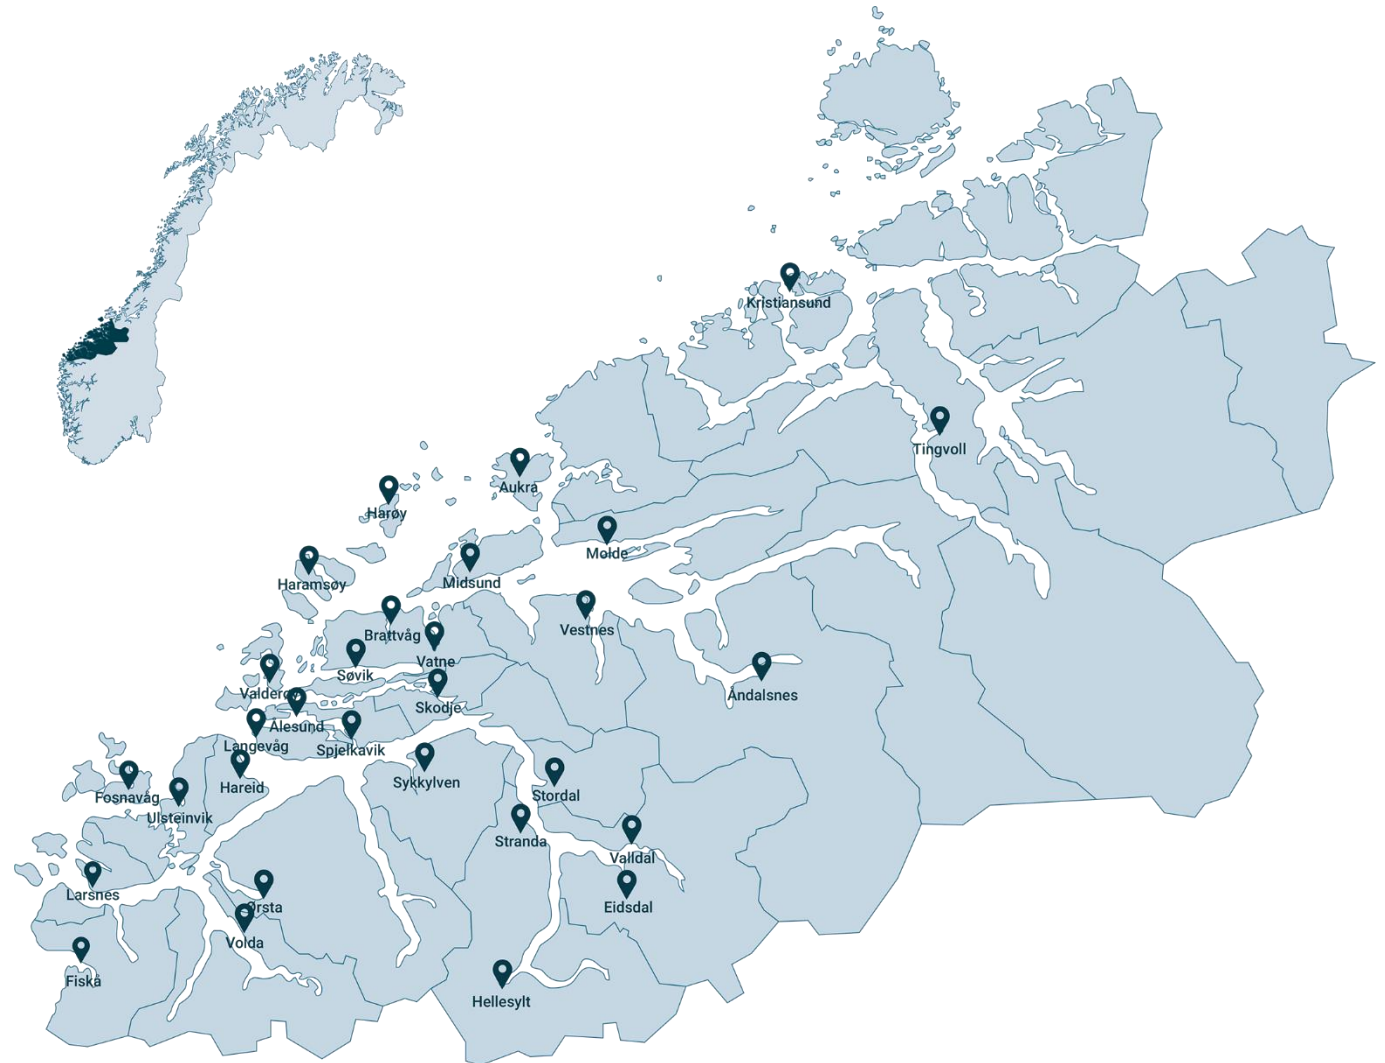 Kristiansund
Tingvoll
Aukra
Harøy
Molde
Haramsøy
Midsund
Vestnes
Brattvåg
Vatne
Søvik
Valderøy
Åndalsnes
Skodje
Ålesund
Langevåg
Spjelkavik
Sykkylven
Hareid
Stordal
Fosnavåg
Ulsteinvik
Stranda
Valldal
Larsnes
Ørsta
Eidsdal
Volda
Fiskå
Hellesylt